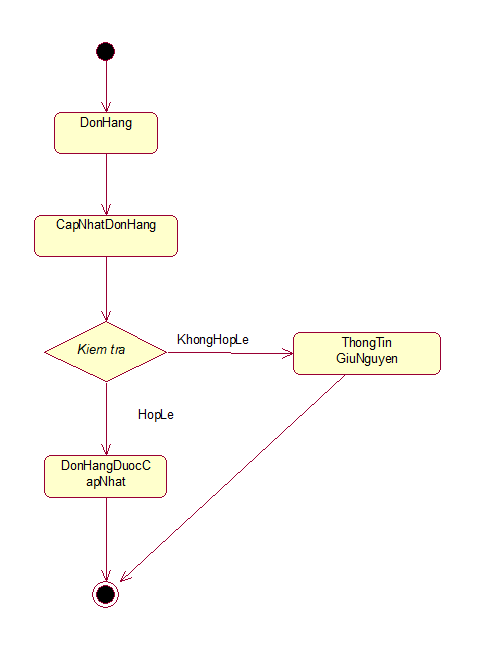 DonHang
CapNhatDonHang
Kiem tra
KhongHopLe
ThongTin
GiuNguyen
HopLe
DonHangDuocC
apNhat